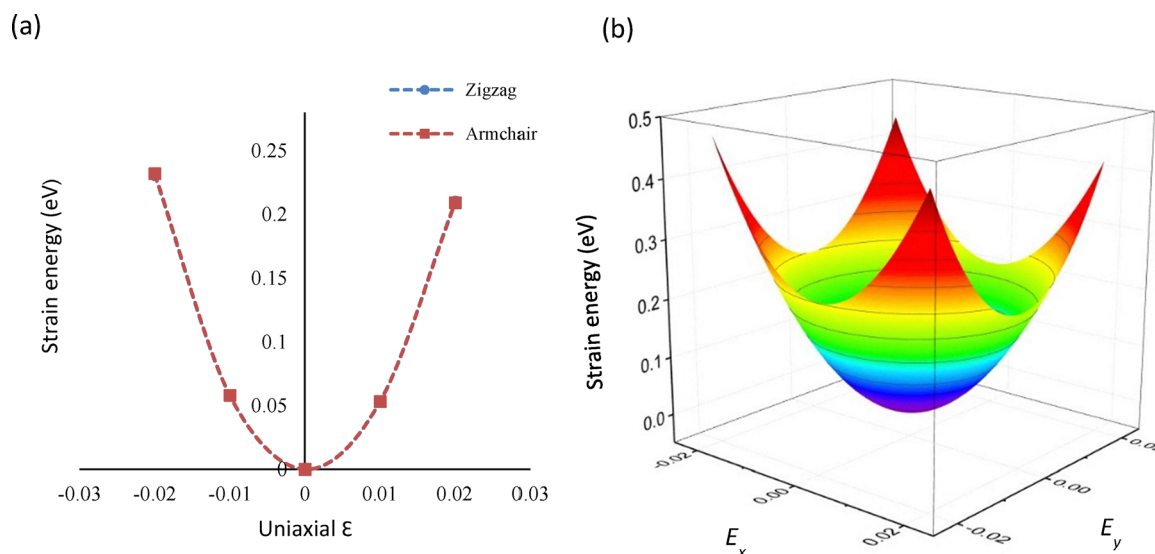 (a)
Zigzag
Armchair
Strain energy (eV)
0.25
0.2
0.15
0.1
0.05
0
-0.03 -0.02 -0.01 0 0.01 0.02 0.03
Uniaxial Ɛ
(b)
Strain energy (eV)
0.5
0.4
0.3
0.2
0.1
0.0
-0.02 0.00 0.02
E_x
-0.02 0.00
E_y